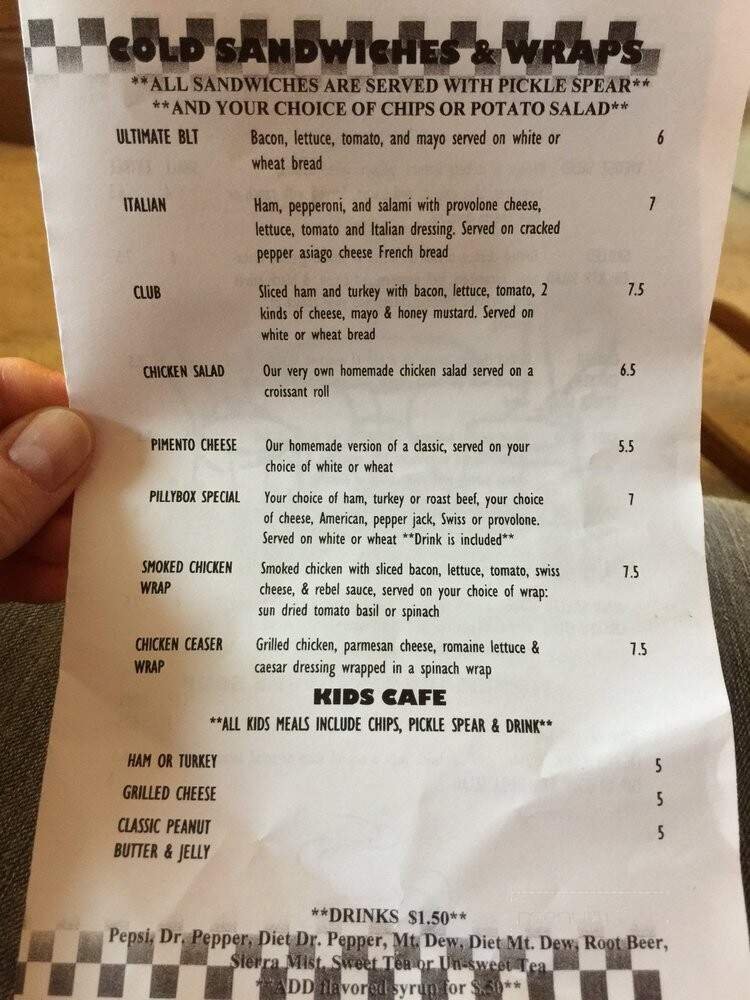 COLD SANDWICHES & WRAPS
**ALL SANDWICHES ARE SERVED WITH PICKLE SPEAR**
**AND YOUR CHOICE OF CHIPS OR POTATO SALAD**
ULTIMATE BLT Bacon, lettuce, tomato, and mayo served on white or 6
wheat bread
ITALIAN Ham, pepperoni, and salami with provolone cheese, 7
lettuce, tomato and Italian dressing. Served on cracked
pepper asiago cheese French bread
CLUB Sliced ham and turkey with bacon, lettuce, tomato, 2 7.5
kinds of cheese, mayo & honey mustard. Served on
white or wheat bread
CHICKEN SALAD Our very own homemade chicken salad served on a 6.5
croissant roll
PIMENTO CHEESE Our homemade version of a classic, served on your 5.5
choice of white or wheat
PILLYBOX SPECIAL Your choice of ham, turkey or roast beef, your choice 7
of cheese, American, pepper jack, Swiss or provolone.
Served on white or wheat **Drink is included**
SMOKED CHICKEN Smoked chicken with sliced bacon, lettuce, tomato, swiss 7.5
WRAP cheese, & rebel sauce, served on your choice of wrap:
sun dried tomato basil or spinach
CHICKEN CEASER Grilled chicken, parmesan cheese, romaine lettuce & 7.5
WRAP caesar dressing wrapped in a spinach wrap
KIDS CAFE
**ALL KIDS MEALS INCLUDE CHIPS, PICKLE SPEAR & DRINK**
HAM OR TURKEY 5
GRILLED CHEESE 5
CLASSIC PEANUT 5
BUTTER & JELLY
**DRINKS $1.50**
Pepsi, Dr. Pepper, Diet Dr. Pepper, Mt. Dew, Diet Mt. Dew, Root Beer,
Sierra Mist, Sweet Tea or Un-sweet Tea
**ADD flavored syrup for $.50**